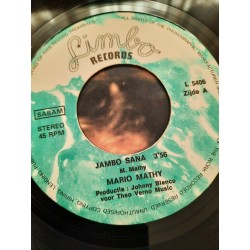 Limbo
RECORDS
L 5406
Zijde A
SABAM
STEREO
45 RPM
JAMBO SANA 3'56
M. Mathy
MARIO MATHY
Productie : Johnny Blenco
voor Theo Verno Music